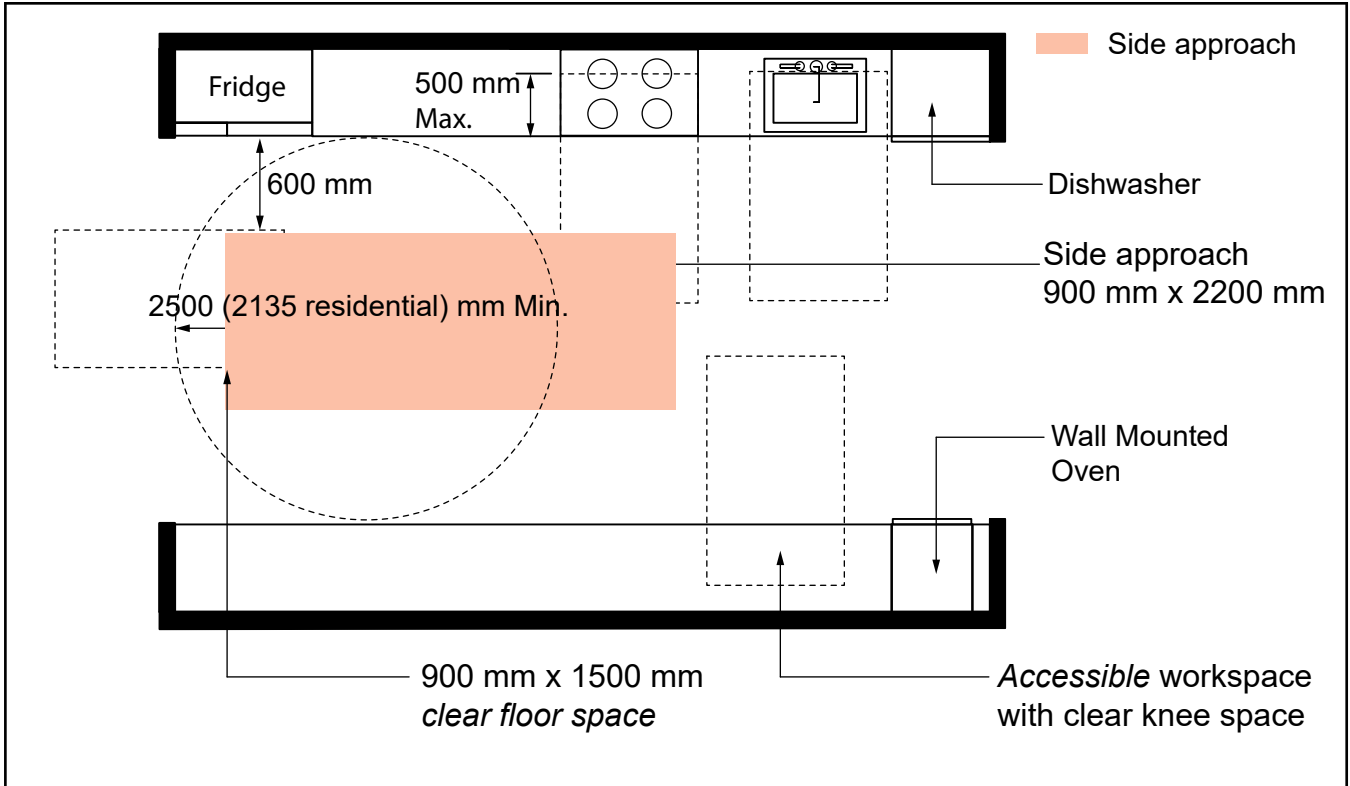 Side approach
Fridge
500 mm
Max.
600 mm
Dishwasher
Side approach
900 mm x 2200 mm
2500 (2135 residential) mm Min.
Wall Mounted
Oven
900 mm x 1500 mm
clear floor space
Accessible workspace
with clear knee space